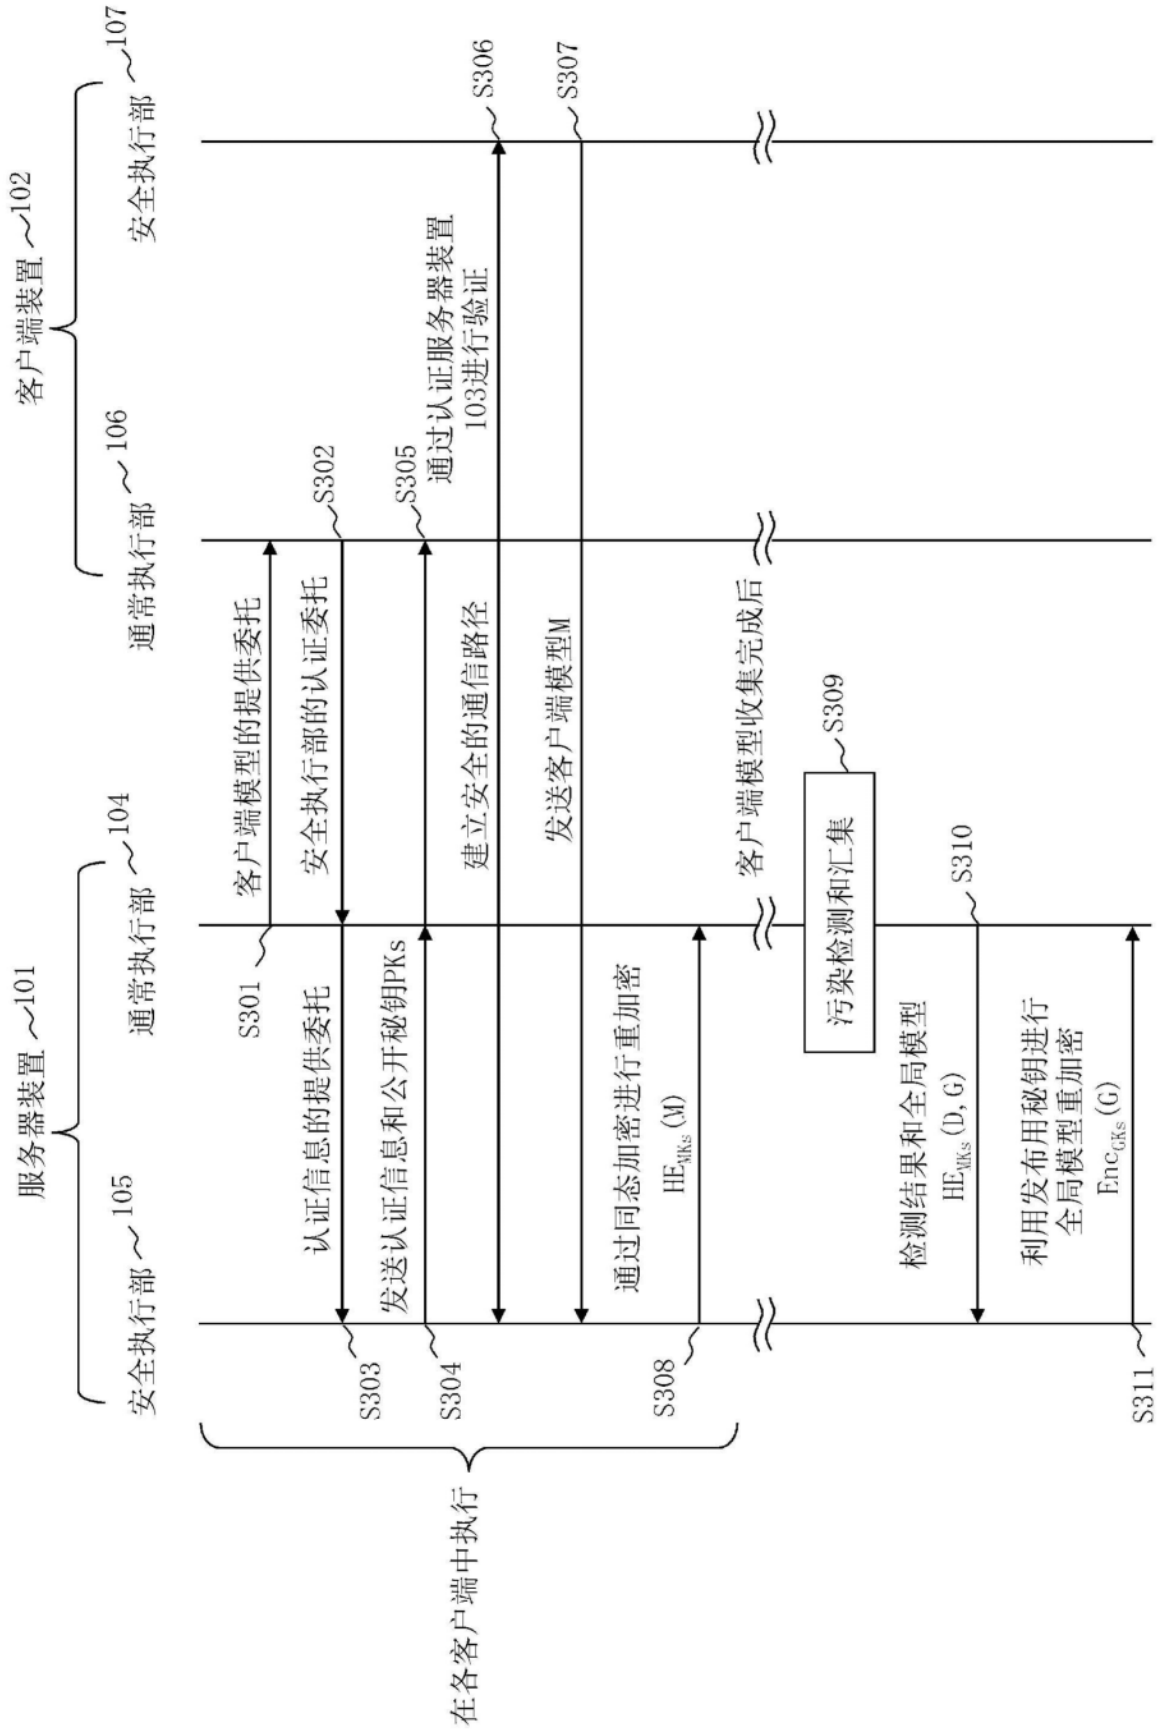 服务器装置 101
客户端装置 102
安全执行部 105
通常执行部 104
通常执行部 106
安全执行部 107
在各客户端中执行
S301
客户端模型的提供委托
安全执行部的认证委托
S302
认证信息的提供委托
S303
发送认证信息和公开秘钥PKs
S304
S305
建立安全的通信路径
通过认证服务器装置
103进行验证
S306
发送客户端模型M
S307
通过同态加密进行重加密
HE_MKs(M)
S308
客户端模型收集完成后
污染检测和汇集
S309
检测结果和全局模型
HE_MKs(D,G)
S310
利用发布用秘钥进行
全局模型重加密
Enc_GKs(G)
S311